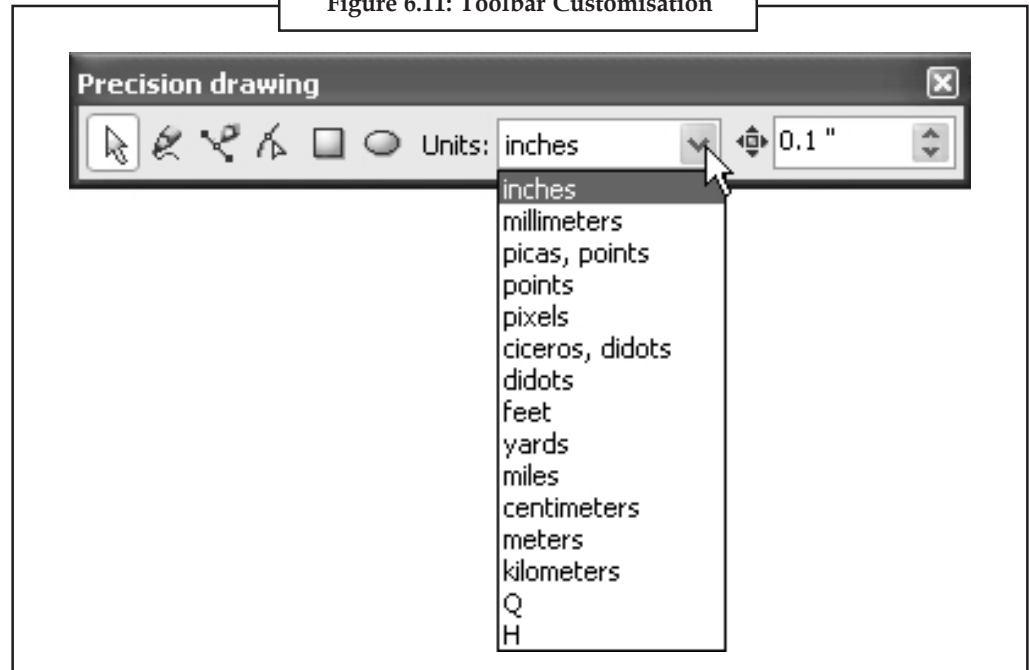 Figure 6.11: Toolbar Customisation
Precision drawing
Units: inches 0.1 "
inches
millimeters
picas, points
points
pixels
ciceros, didots
didots
feet
yards
miles
centimeters
meters
kilometers
Q
H